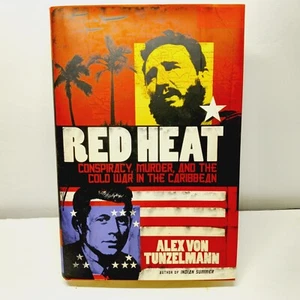 RED HEAT
CONSPIRACY, MURDER, AND THE
COLD WAR IN THE CARIBBEAN
ALEX VON
TUNZELMANN
AUTHOR OF INDIAN SUMMER